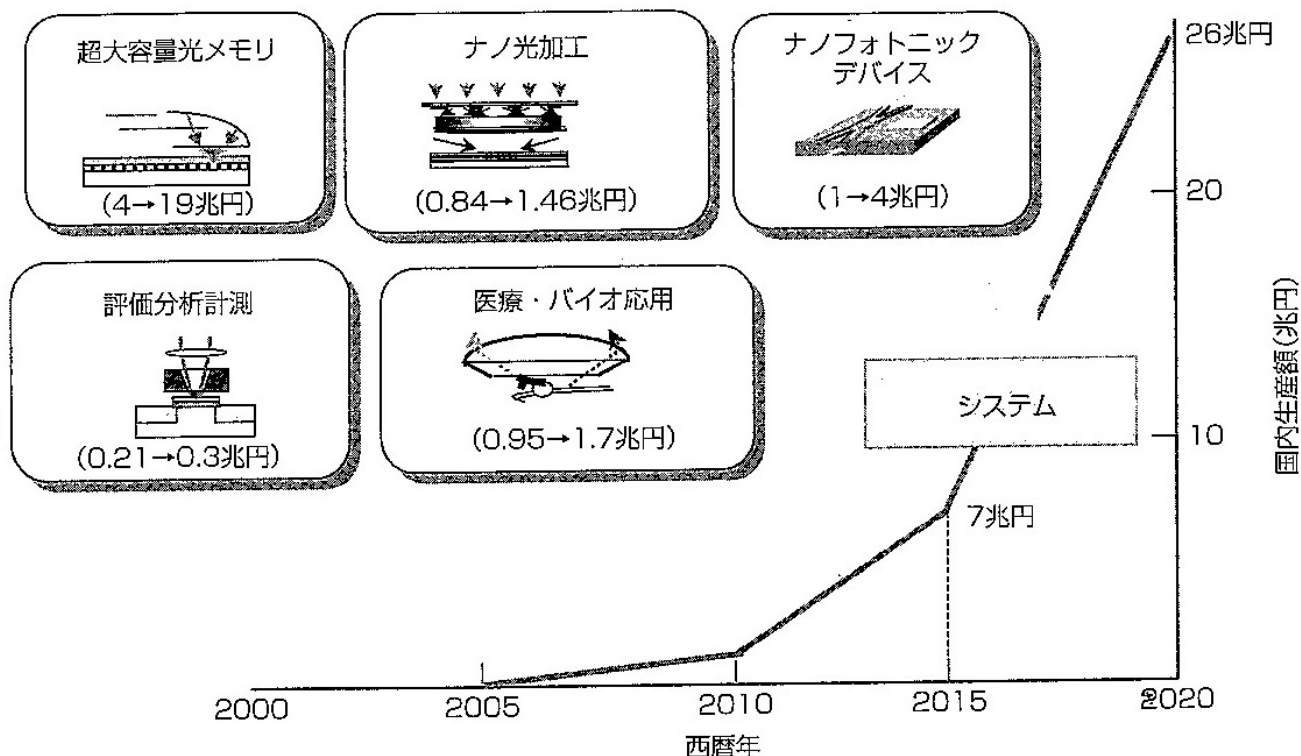 超大容量光メモリ
(4→19兆円)
ナノ光加工
(0.84→1.46兆円)
ナノフォトニック
デバイス
(1→4兆円)
26兆円
評価分析計測
(0.21→0.3兆円)
医療・バイオ応用
(0.95→1.7兆円)
システム
7兆円
20
10
国内生産額(兆円)
2000
2005
2010
2015
2020
西暦年